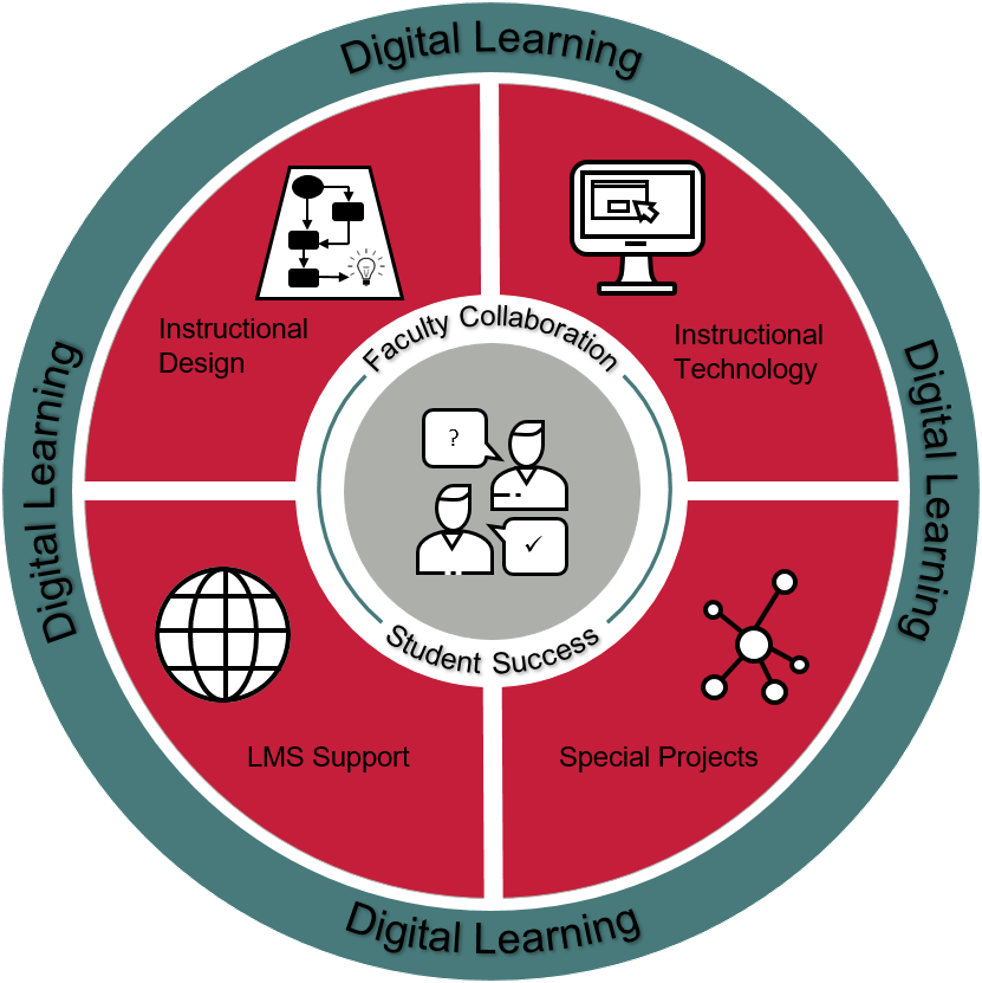 Digital Learning
Instructional
Design
Instructional
Technology
Faculty Collaboration
Digital Learning
Digital Learning
?
✓
Student Success
LMS Support
Special Projects
Digital Learning